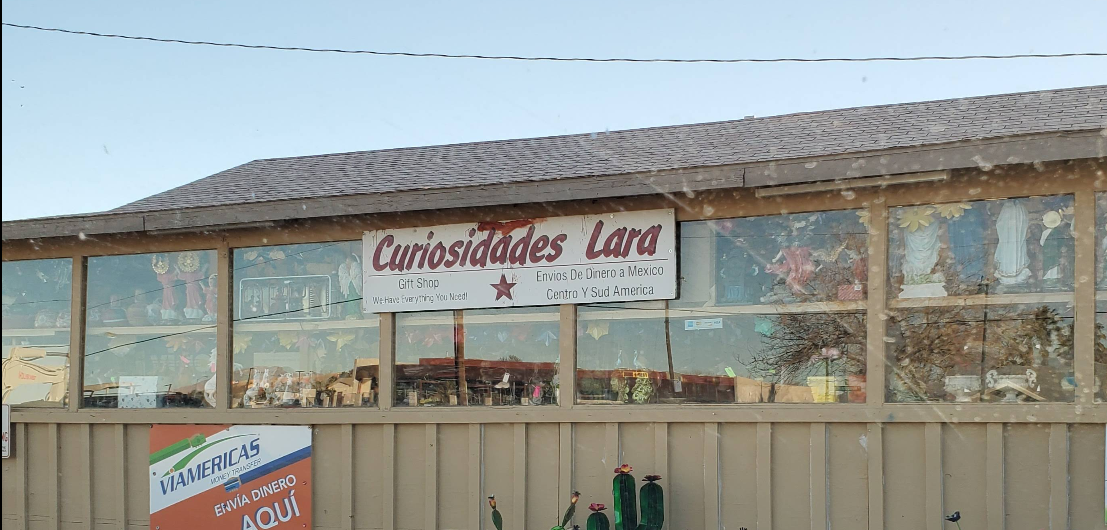 Curiosidades Lara
Gift Shop
We Have Everything You Need!
Envios De Dinero a Mexico
Centro Y Sud America
VIAMERICAS
MONEY TRANSFER
ENVÍA DINERO
AQUÍ